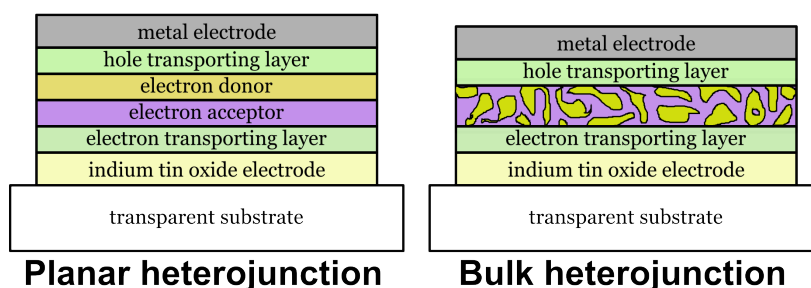 metal electrode
hole transporting layer
electron donor
electron acceptor
electron transporting layer
indium tin oxide electrode
transparent substrate
Planar heterojunction
metal electrode
hole transporting layer
electron transporting layer
indium tin oxide electrode
transparent substrate
Bulk heterojunction